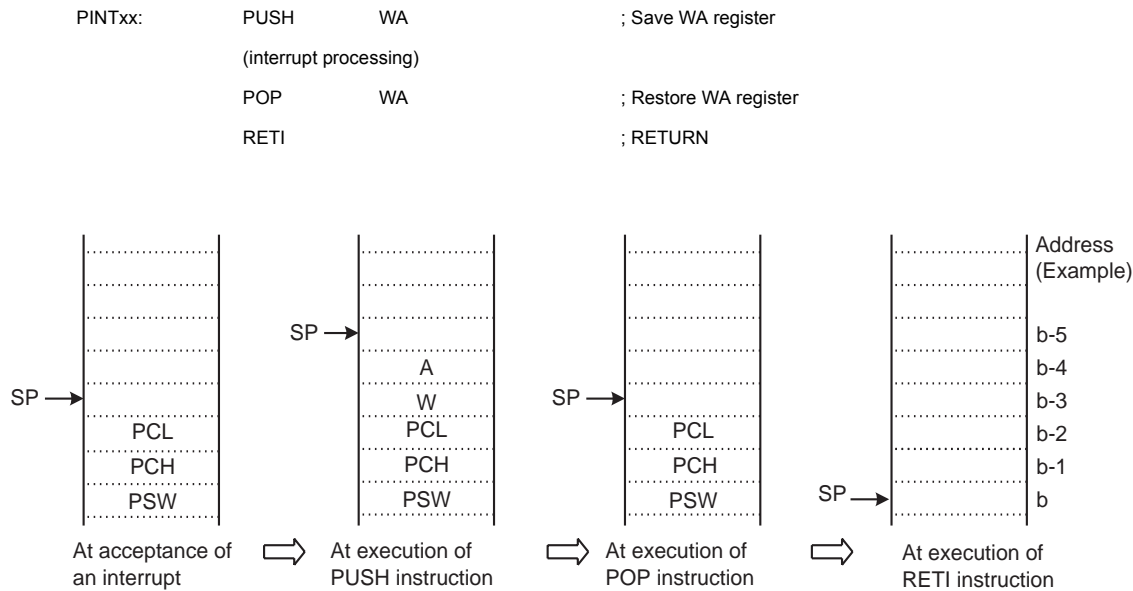 PINTxx: PUSH WA ; Save WA register
(interrupt processing)
POP WA ; Restore WA register
RETI ; RETURN
Address
(Example)
SP b-5
A b-4
SP W SP b-3
PCL PCL PCL b-2
PCH PCH PCH b-1
PSW PSW PSW SP b
At acceptance of
an interrupt
At execution of
PUSH instruction
At execution of
POP instruction
At execution of
RETI instruction